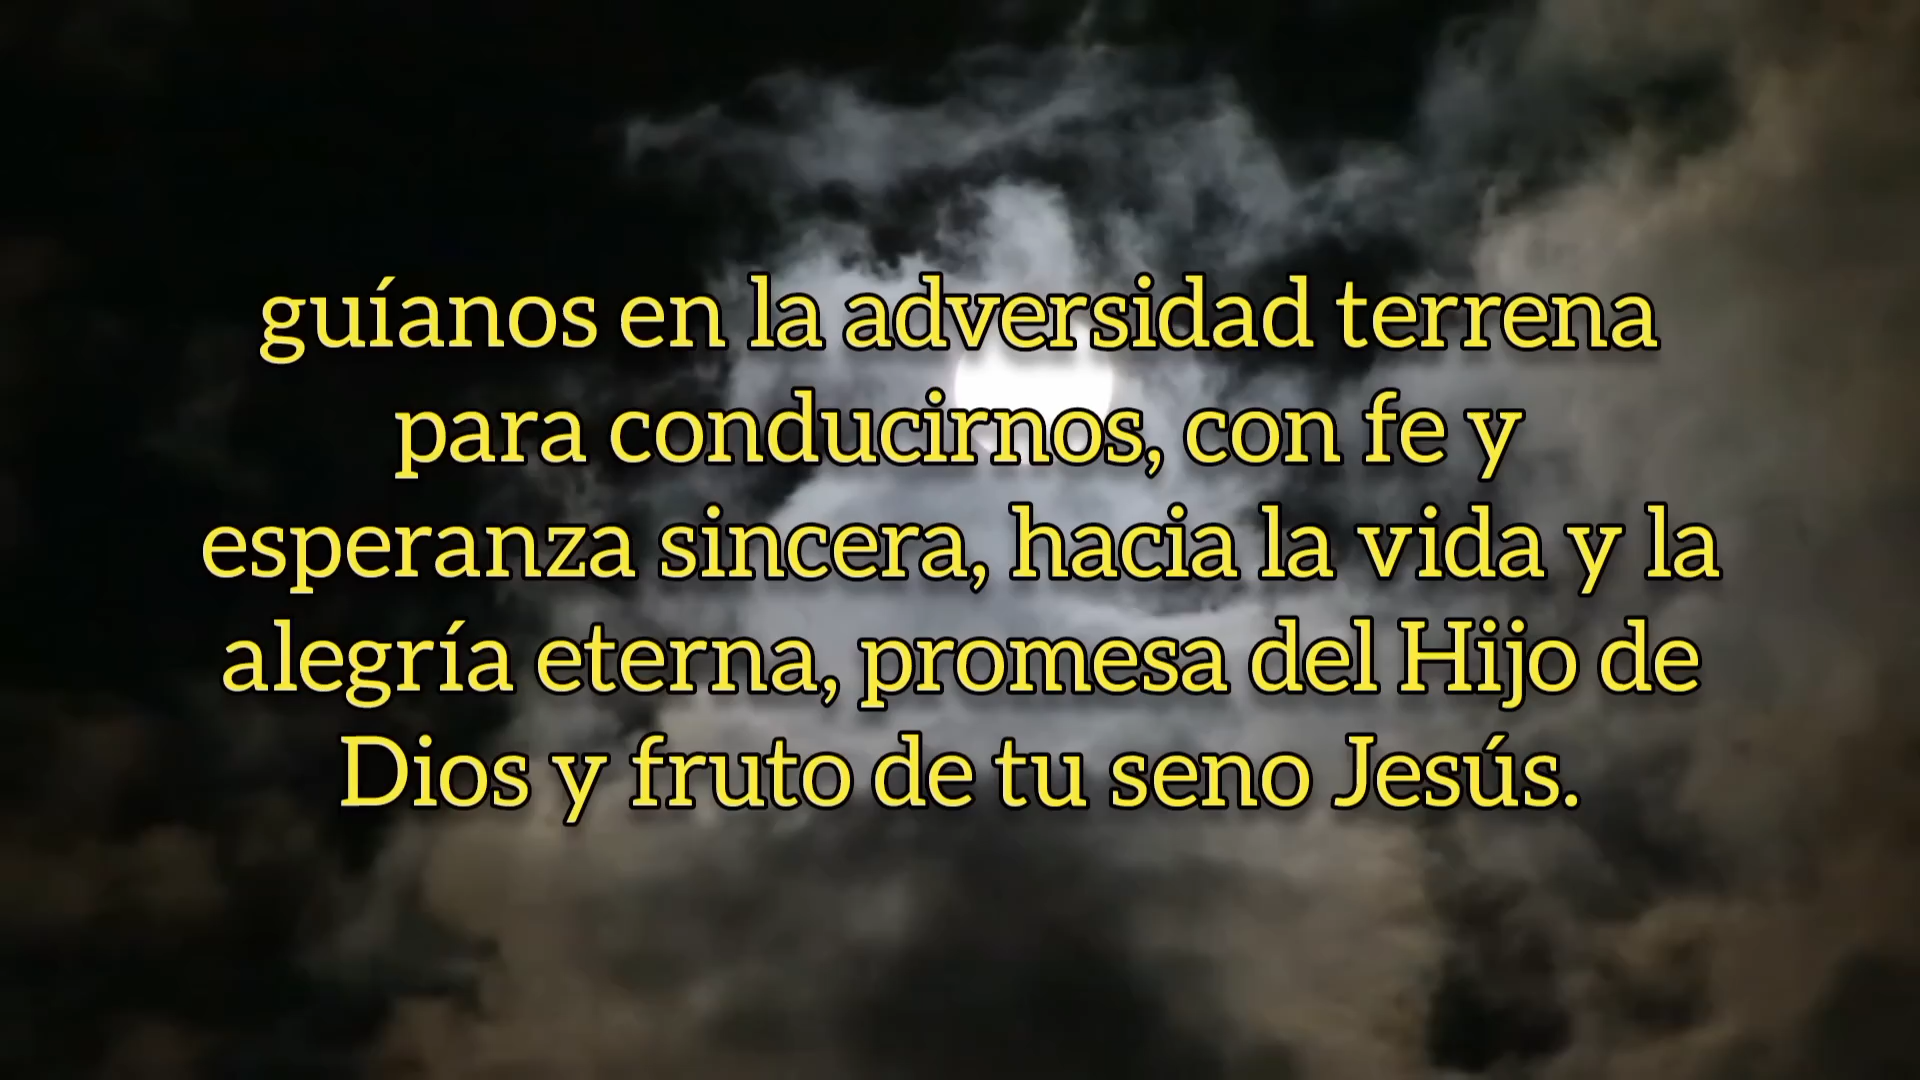 guíanos en la adversidad terrena
para conducirnos, con fe y
esperanza sincera, hacia la vida y la
alegría eterna, promesa del Hijo de
Dios y fruto de tu seno Jesús.